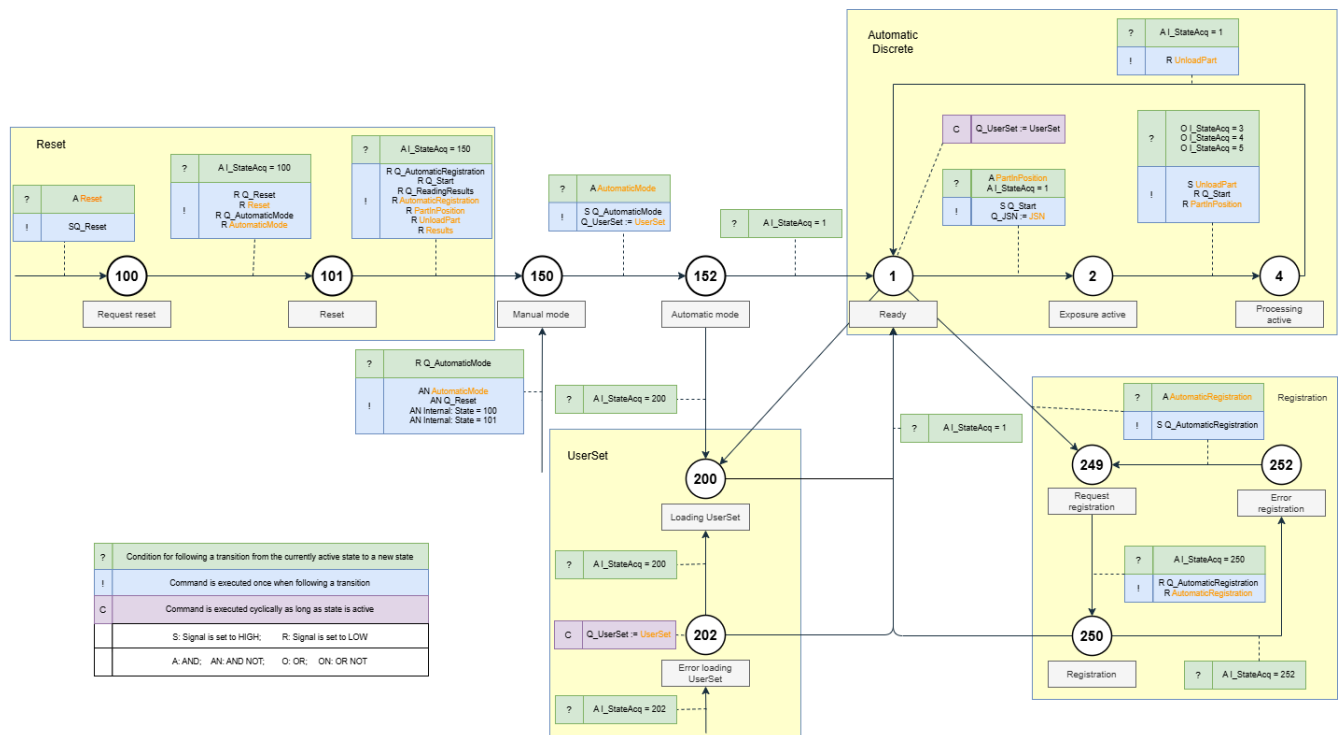 Automatic
Discrete
? A I_StateAcq = 1
! R UnloadPart
C Q_UserSet := UserSet
? A PartInPosition
A I_StateAcq = 1
! S Q_Start
Q_JSN := JSN
? O I_StateAcq = 3
O I_StateAcq = 4
O I_StateAcq = 5
! S UnloadPart
R Q_Start
R PartInPosition
Reset
? A Reset
! SQ_Reset
? A I_StateAcq = 100
! R Q_Reset
R Reset
R Q_AutomaticMode
R AutomaticMode
? A I_StateAcq = 150
! R Q_AutomaticRegistration
R Q_Start
R Q_ReadingResults
R AutomaticRegistration
R PartInPosition
R UnloadPart
R Results
? A AutomaticMode
! S Q_AutomaticMode
Q_UserSet := UserSet
? A I_StateAcq = 1
100
101
150
152
1
2
4
Request reset
Reset
Manual mode
Automatic mode
Ready
Exposure active
Processing
active
? R Q_AutomaticMode
! AN AutomaticMode
AN Q_Reset
AN Internal: State = 100
AN Internal: State = 101
? A I_StateAcq = 200
? A I_StateAcq = 1
Registration
? A AutomaticRegistration
! S Q_AutomaticRegistration
249
252
Request
registration
Error
registration
? A I_StateAcq = 250
! R Q_AutomaticRegistration
R AutomaticRegistration
250
Registration
? A I_StateAcq = 252
UserSet
200
Loading UserSet
? A I_StateAcq = 200
C Q_UserSet := UserSet
202
Error loading
UserSet
? A I_StateAcq = 202
? Condition for following a transition from the currently active state to a new state
! Command is executed once when following a transition
C Command is executed cyclically as long as state is active
S: Signal is set to HIGH; R: Signal is set to LOW
A: AND; AN: AND NOT; O: OR; ON: OR NOT